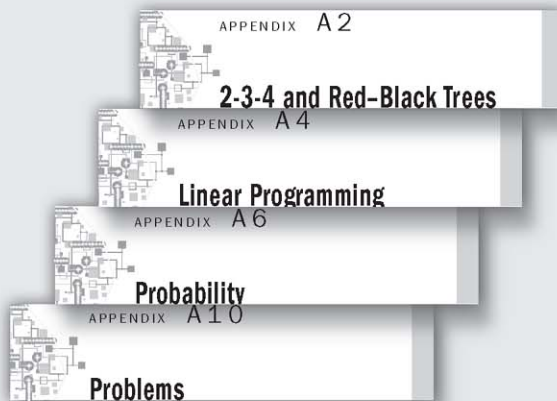 APPENDIX A2
2-3-4 and Red–Black Trees
APPENDIX A4
Linear Programming
APPENDIX A6
Probability
APPENDIX A10
Problems